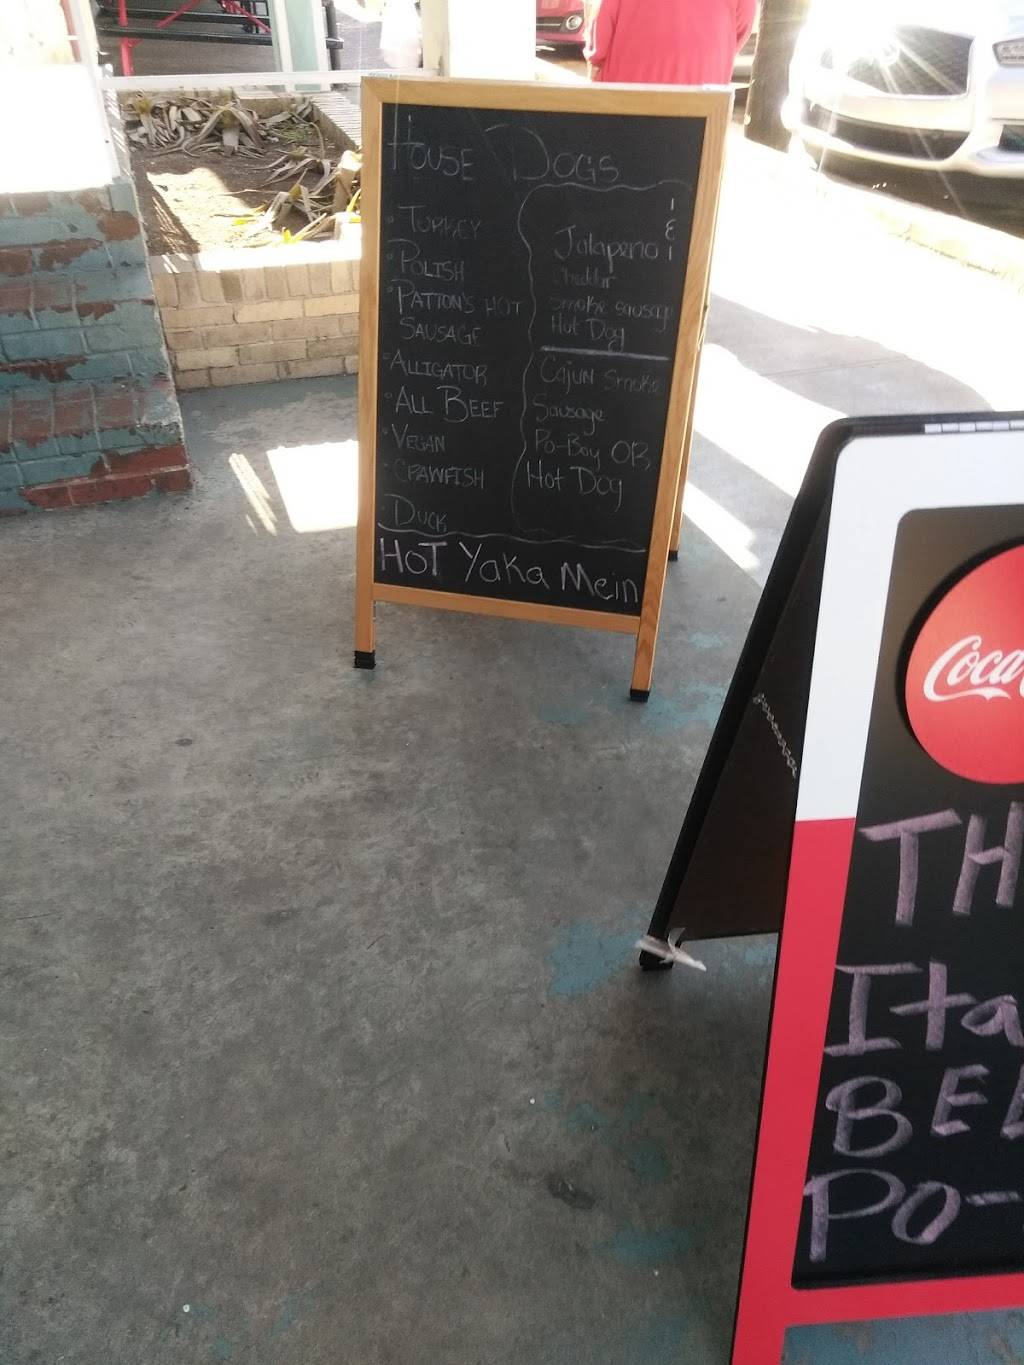 House Dogs
Turkey
Polish
Patton's Hot
Sausage
Alligator
All Beef
Vegan
Crawfish
Duck
Jalapeno
Cheddar
Smoke sausage
Hot Dog
Cajun Smoke
Sausage
Po-Boy OR
Hot Dog
Hot Yaka Mein
Coca
TH
Ita
BEE
Po-